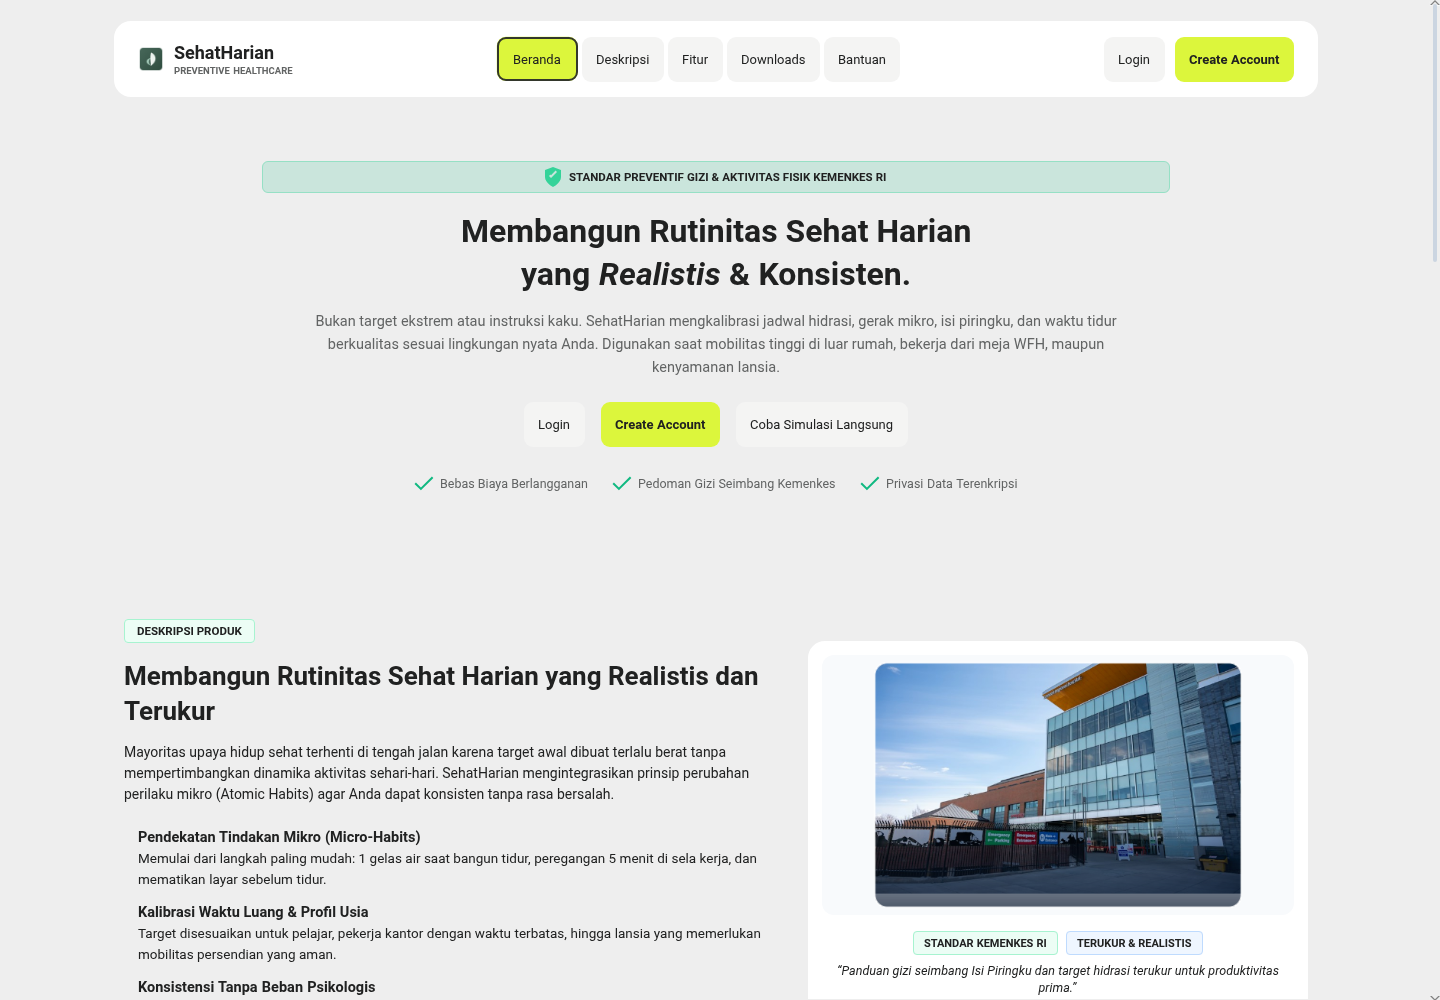 SehatHarian
PREVENTIVE HEALTHCARE
Beranda
Deskripsi
Fitur
Downloads
Bantuan
Login
Create Account
STANDAR PREVENTIF GIZI & AKTIVITAS FISIK KEMENKES RI
Membangun Rutinitas Sehat Harian
yang Realistis & Konsisten.
Bukan target ekstrem atau instruksi kaku. SehatHarian mengkalibrasi jadwal hidrasi, gerak mikro, isi piringku, dan waktu tidur
berkualitas sesuai lingkungan nyata Anda. Digunakan saat mobilitas tinggi di luar rumah, bekerja dari meja WFH, maupun
kenyamanan lansia.
Login
Create Account
Coba Simulasi Langsung
Bebas Biaya Berlangganan
Pedoman Gizi Seimbang Kemenkes
Privasi Data Terenkripsi
DESKRIPSI PRODUK
Membangun Rutinitas Sehat Harian yang Realistis dan
Terukur
Mayoritas upaya hidup sehat terhenti di tengah jalan karena target awal dibuat terlalu berat tanpa
mempertimbangkan dinamika aktivitas sehari-hari. SehatHarian mengintegrasikan prinsip perubahan
perilaku mikro (Atomic Habits) agar Anda dapat konsisten tanpa rasa bersalah.
Pendekatan Tindakan Mikro (Micro-Habits)
Memulai dari langkah paling mudah: 1 gelas air saat bangun tidur, peregangan 5 menit di sela kerja, dan
mematikan layar sebelum tidur.
Kalibrasi Waktu Luang & Profil Usia
Target disesuaikan untuk pelajar, pekerja kantor dengan waktu terbatas, hingga lansia yang memerlukan
mobilitas persendian yang aman.
Konsistensi Tanpa Beban Psikologis
Emergency
Parking
Emergency
Entrance
STANDAR KEMENKES RI
TERUKUR & REALISTIS
“Panduan gizi seimbang Isi Piringku dan target hidrasi terukur untuk produktivitas
prima.”